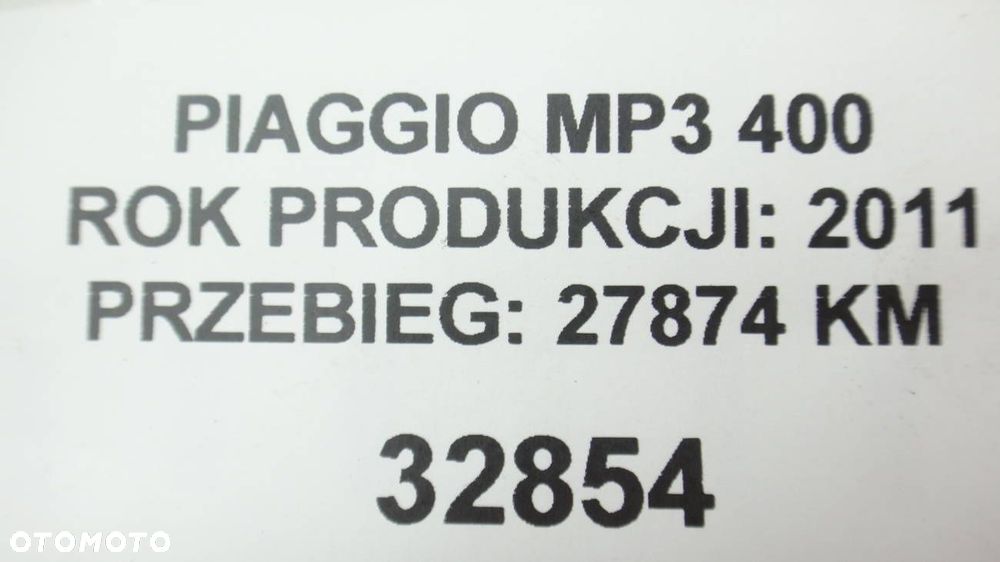 PIAGGIO MP3 400
ROK PRODUKCJI: 2011
PRZEBIEG: 27874 KM
32854
OTOMOTO